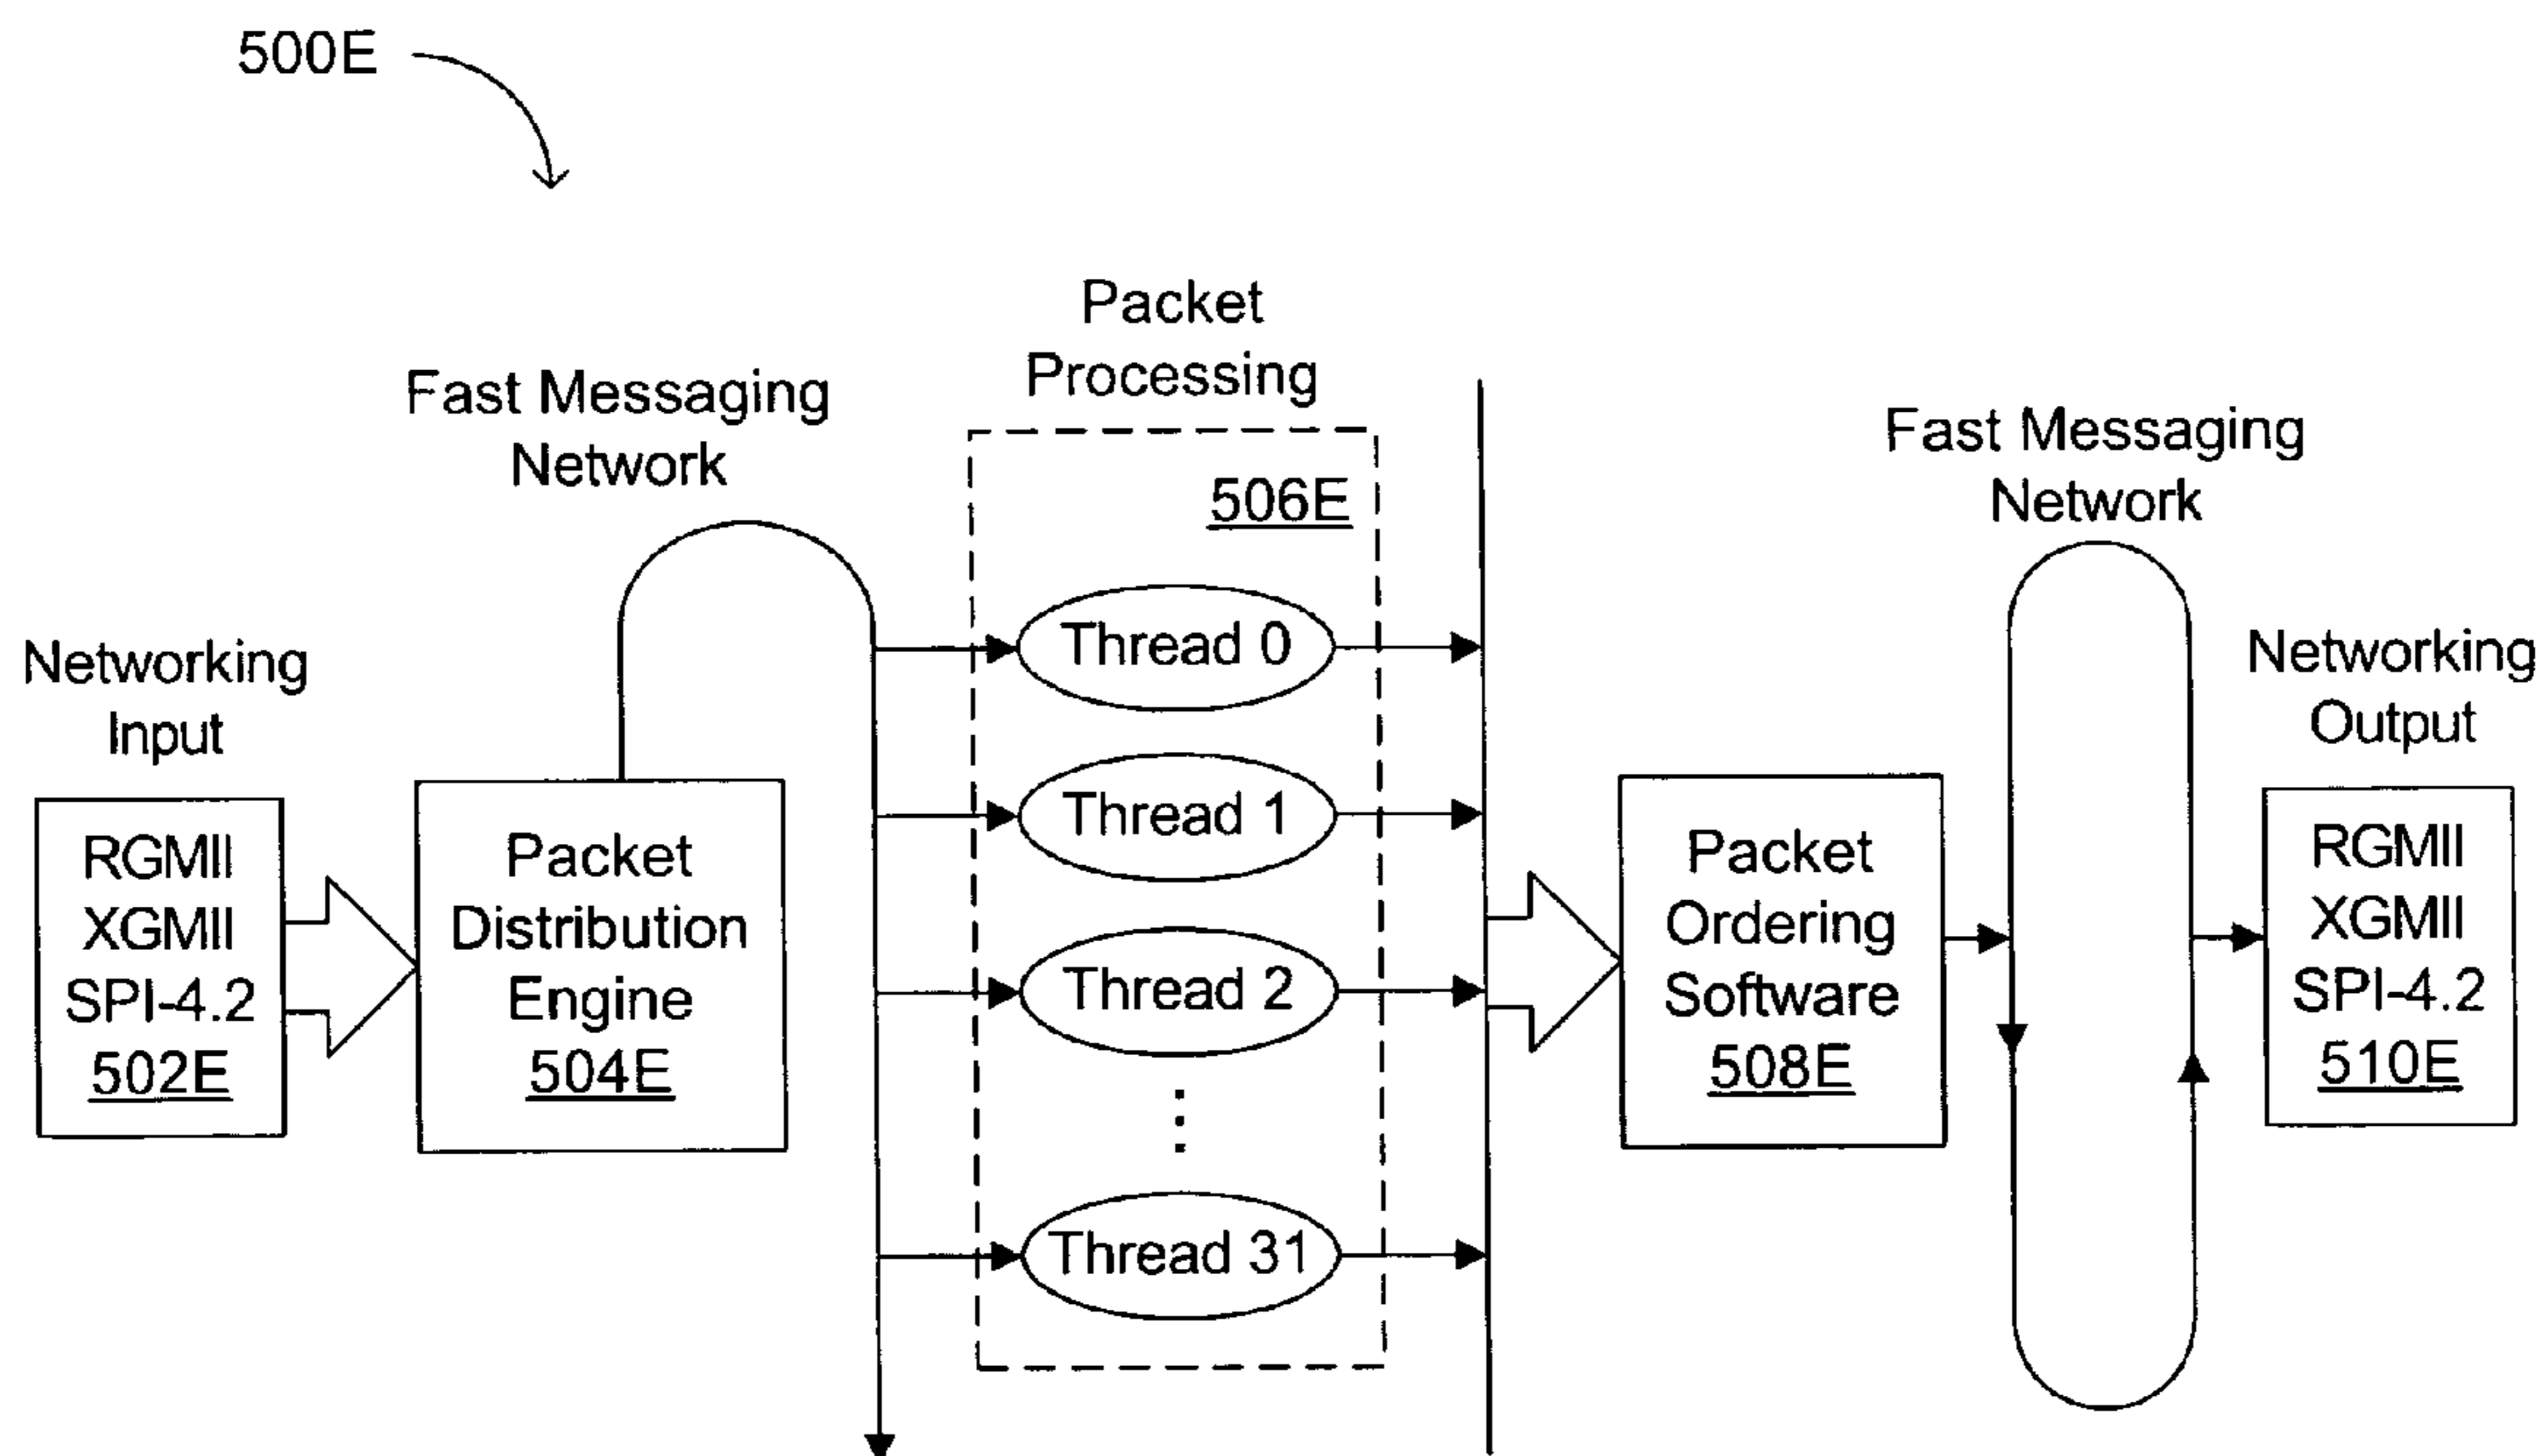 500E
Networking
Input
RGMII
XGMII
SPI-4.2
502E
Fast Messaging
Network
Packet
Distribution
Engine
504E
Packet
Processing
506E
Thread 0
Thread 1
Thread 2
Thread 31
Packet
Ordering
Software
508E
Fast Messaging
Network
Networking
Output
RGMII
XGMII
SPI-4.2
510E